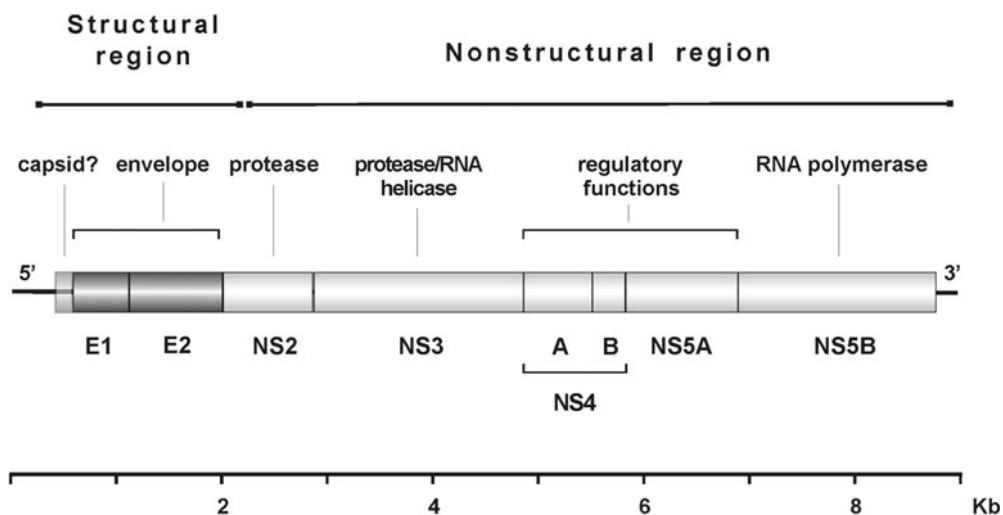 Structural
region
Nonstructural region
capsid? envelope protease protease/RNA
helicase
regulatory
functions
RNA polymerase
5’ 3’
E1 E2 NS2 NS3 A B NS5A NS5B
NS4
2 4 6 8 Kb